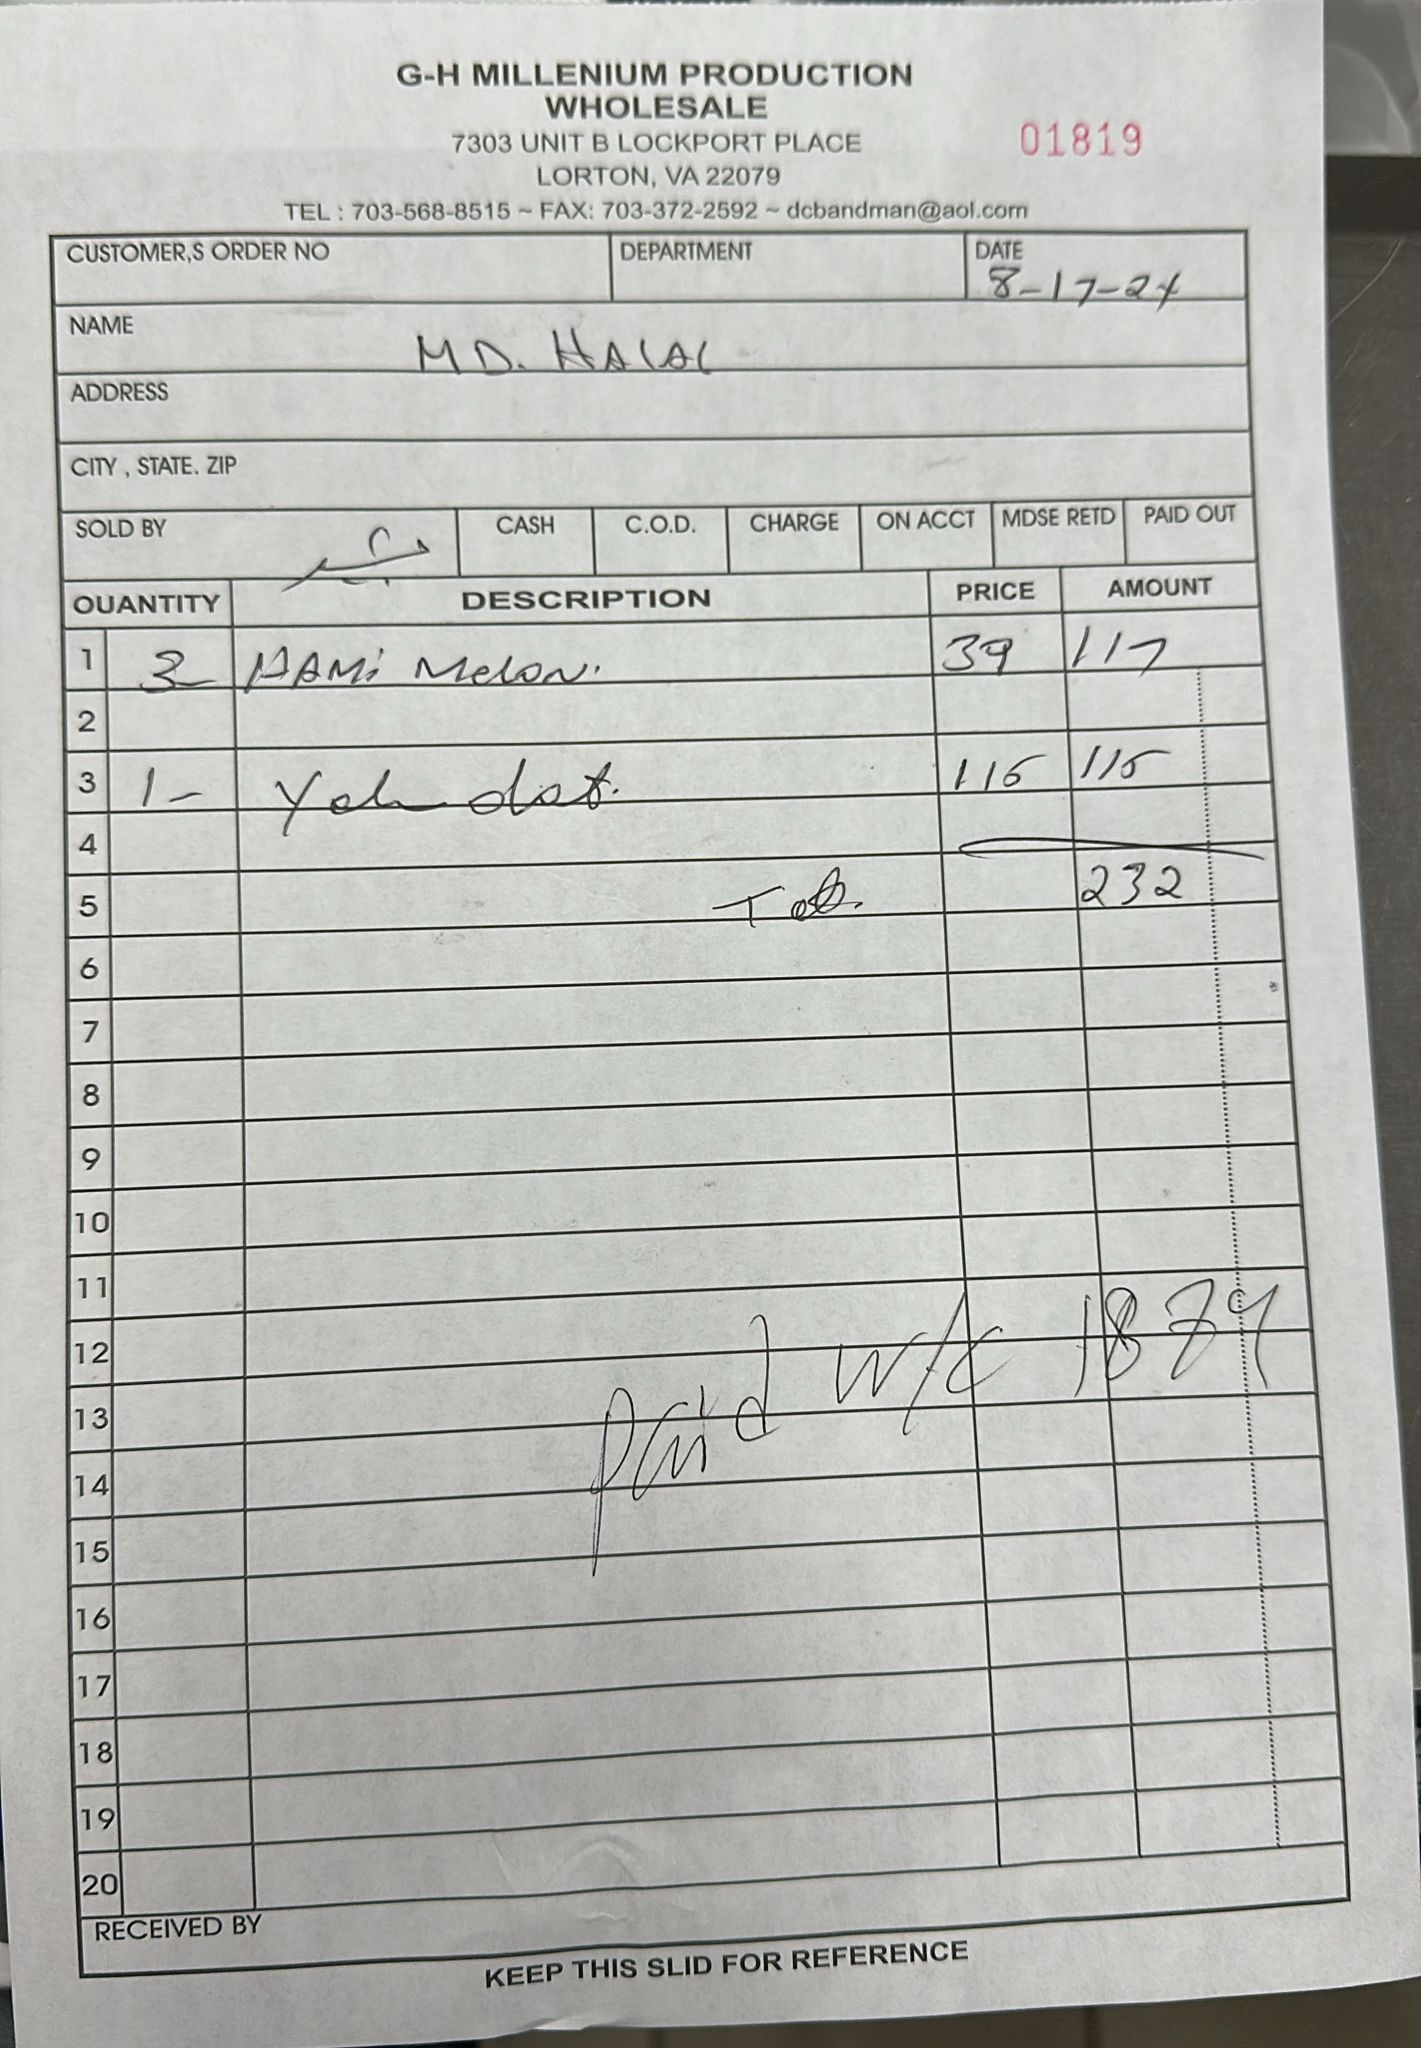 G-H MILLENIUM PRODUCTION
WHOLESALE
7303 UNIT B LOCKPORT PLACE
01819
LORTON, VA 22079
TEL : 703-568-8515 ~ FAX: 703-372-2592 ~ dcbandman@aol.com
CUSTOMER,S ORDER NO DEPARTMENT DATE
8-17-24
NAME MD. HALAL
ADDRESS
CITY , STATE. ZIP
SOLD BY CASH C.O.D. CHARGE ON ACCT MDSE RETD PAID OUT
QUANTITY DESCRIPTION PRICE AMOUNT
1 3 HAMi Melon. 39 117
2
3 1- 115 115
4
5 232
6
7
8
9
10
11
12
13 paid w/c 1879
14
15
16
17
18
19
20
RECEIVED BY
KEEP THIS SLID FOR REFERENCE